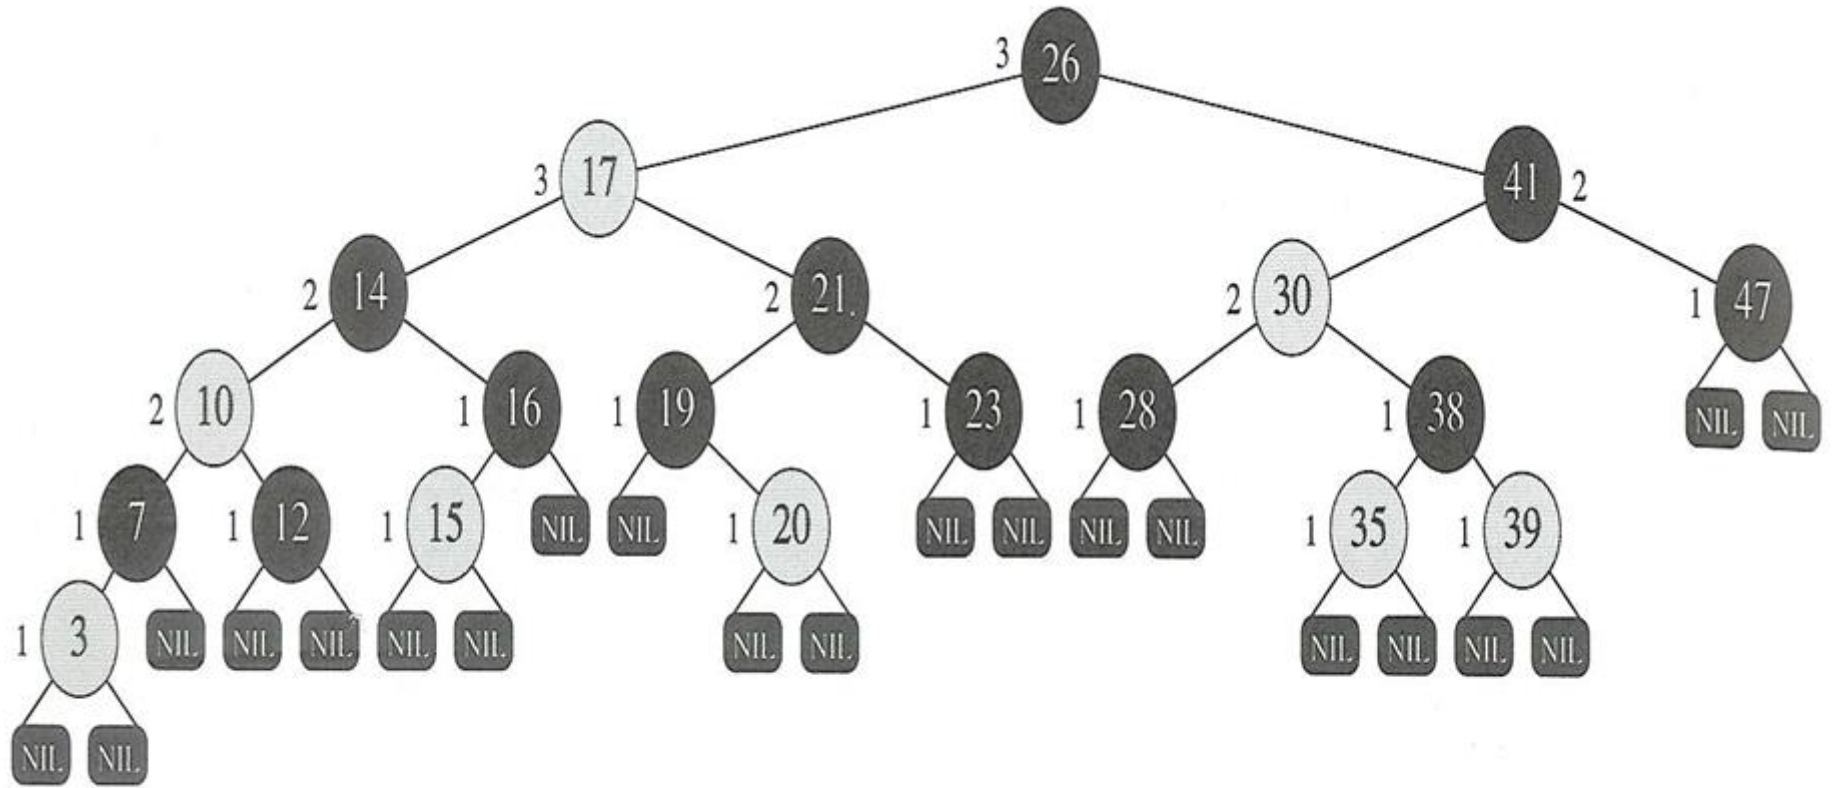 3 26
3 17 41 2
2 14 2 21. 2 30 1 47
2 10 1 16 1 19 1 23 1 28 1 38 NIL NIL
1 7 1 12 1 15 NIL NIL 1 20 NIL NIL NIL NIL 1 35 1 39
1 3 NIL NIL NIL NIL NIL NIL NIL NIL NIL NIL NIL
NIL NIL